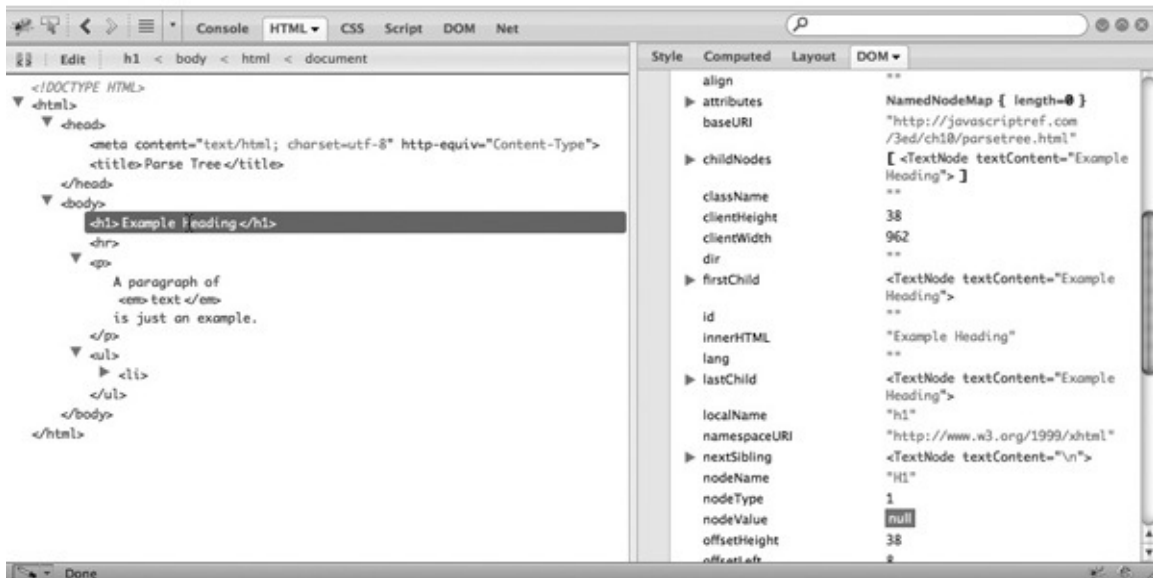 Console HTML CSS Script DOM Net
Edit h1 < body < html < document
<!DOCTYPE HTML>
<html>
<head>
<meta content="text/html; charset=utf-8" http-equiv="Content-Type">
<title>Parse Tree</title>
</head>
<body>
<h1>Example Heading</h1>
<hr>
<p>
A paragraph of
<em>text</em>
is just an example.
</p>
<ul>
<li>
</ul>
</body>
</html>
Done
Style Computed Layout DOM
align ""
attributes NamedNodeMap { length=0 }
baseURI "http://javascriptref.com
/3ed/ch10/parsetree.html"
childNodes [ <TextNode textContent="Example
Heading"> ]
className ""
clientHeight 38
clientWidth 962
dir ""
firstChild <TextNode textContent="Example
Heading">
id ""
innerHTML "Example Heading"
lang ""
lastChild <TextNode textContent="Example
Heading">
localName "h1"
namespaceURI "http://www.w3.org/1999/xhtml"
nextSibling <TextNode textContent="\n">
nodeName "H1"
nodeType 1
nodeValue null
offsetHeight 38
offsetLeft 8